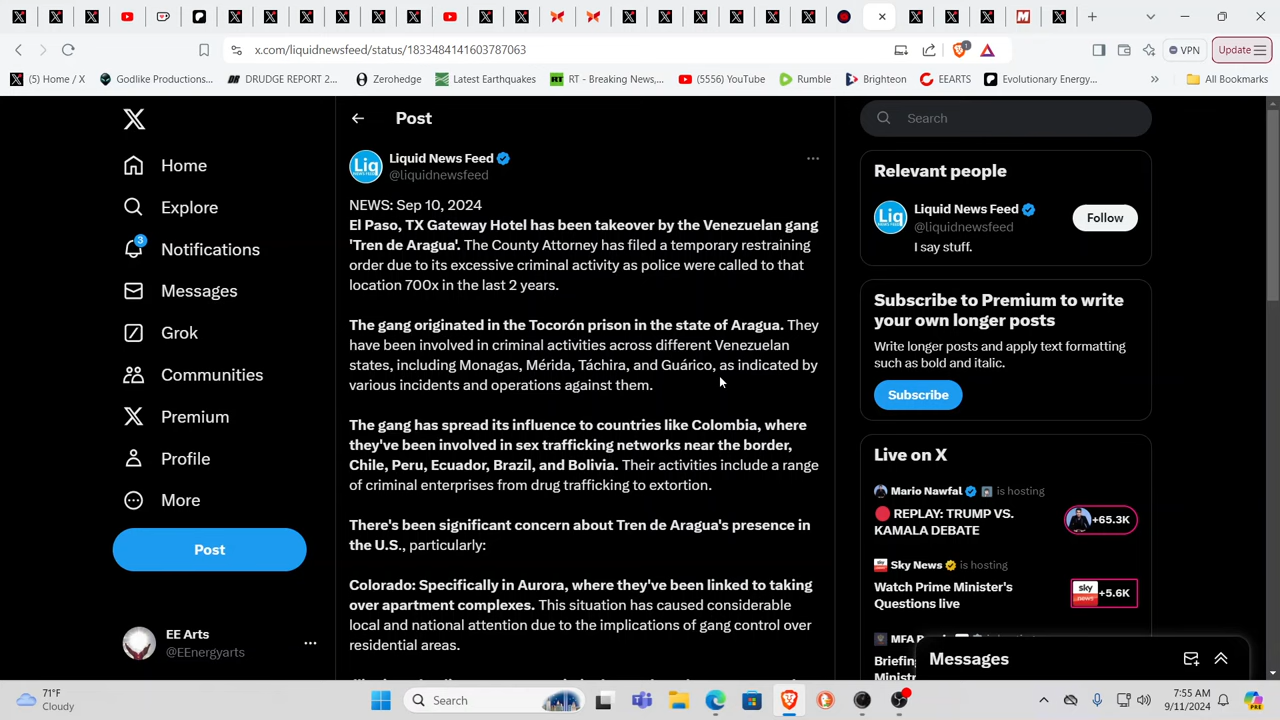 x.com/liquidnewsfeed/status/1833484141603787063
1
VPN
Update
(5) Home / X
Godlike Productions...
DRUDGE REPORT 2...
Zerohedge
Latest Earthquakes
RT
RT - Breaking News,...
(5556) YouTube
Rumble
Brighteon
EEARTS
Evolutionary Energy...
»
All Bookmarks
Home
Explore
3
Notifications
Messages
Grok
Communities
Premium
Profile
More
Post
EE Arts
@EEnergyarts
Post
Liq
Liquid News Feed
@liquidnewsfeed
NEWS: Sep 10, 2024
El Paso, TX Gateway Hotel has been takeover by the Venezuelan gang
'Tren de Aragua'. The County Attorney has filed a temporary restraining
order due to its excessive criminal activity as police were called to that
location 700x in the last 2 years.
The gang originated in the Tocorón prison in the state of Aragua. They
have been involved in criminal activities across different Venezuelan
states, including Monagas, Mérida, Táchira, and Guárico, as indicated by
various incidents and operations against them.
The gang has spread its influence to countries like Colombia, where
they've been involved in sex trafficking networks near the border,
Chile, Peru, Ecuador, Brazil, and Bolivia. Their activities include a range
of criminal enterprises from drug trafficking to extortion.
There's been significant concern about Tren de Aragua's presence in
the U.S., particularly:
Colorado: Specifically in Aurora, where they've been linked to taking
over apartment complexes. This situation has caused considerable
local and national attention due to the implications of gang control over
residential areas.
Search
Relevant people
Liq
Liquid News Feed
@liquidnewsfeed
Follow
I say stuff.
Subscribe to Premium to write
your own longer posts
Write longer posts and apply text formatting
such as bold and italic.
Subscribe
Live on X
Mario Nawfal is hosting
REPLAY: TRUMP VS.
KAMALA DEBATE
+65.3K
Sky News is hosting
Watch Prime Minister's
Questions live
sky
+5.6K
MFA
Briefing
Messages
71°F
Cloudy
Search
7:55 AM
9/11/2024
PRE